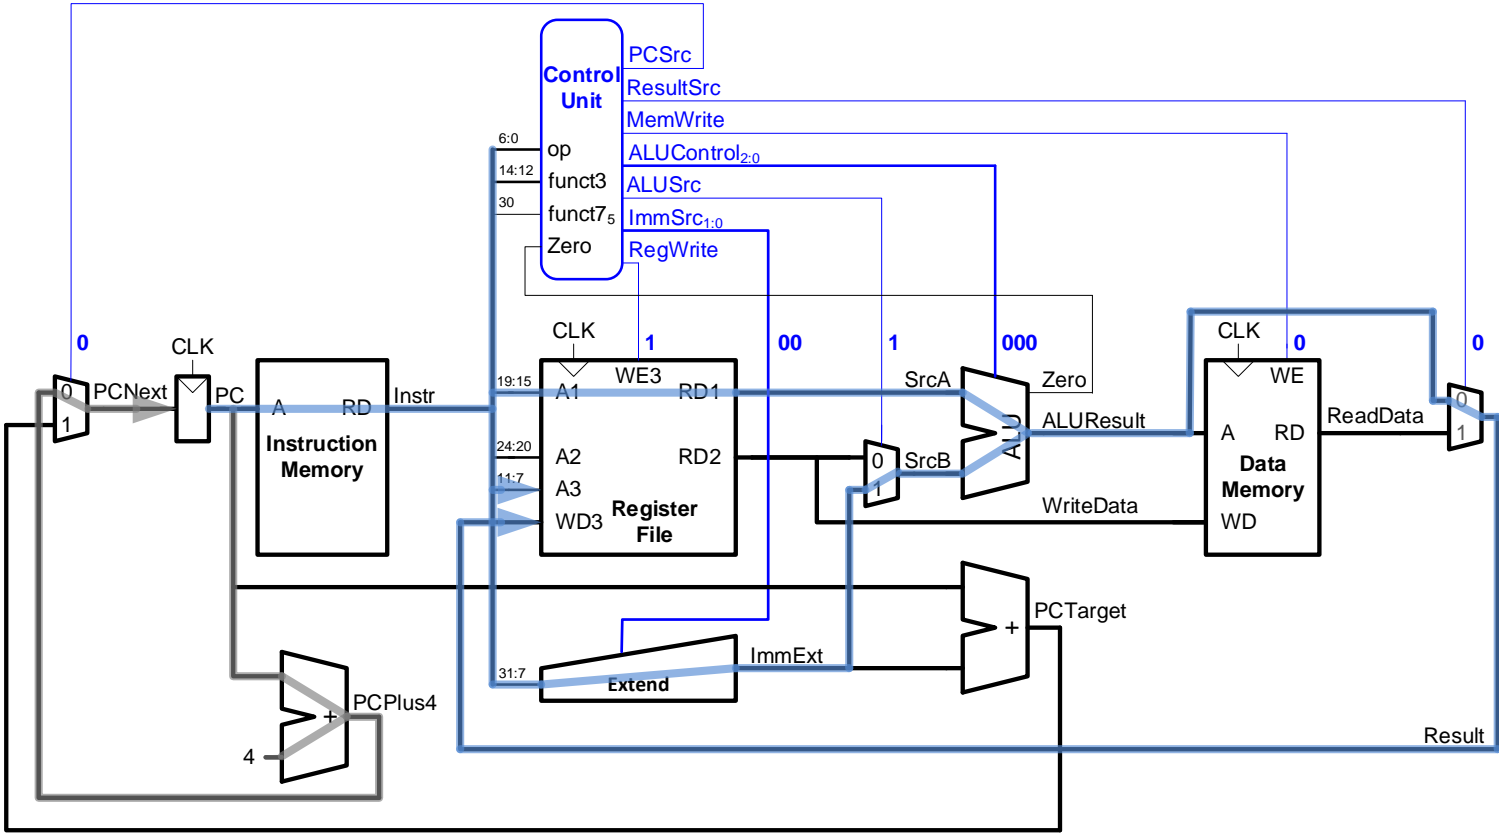 PCSrc
Control
Unit
ResultSrc
MemWrite
6:0
op
ALUControl2:0
14:12
funct3
ALUSrc
30
funct75
ImmSrc1:0
Zero
RegWrite
0
CLK
1
00
1
000
CLK
0
0
CLK
0
PCNext
PC
A
RD
Instr
19:15
A1
WE3
RD1
SrcA
Zero
WE
0
1
Instruction
Memory
24:20
A2
RD2
0
SrcB
ALU
ALUResult
A
RD
ReadData
1
11:7
A3
1
Data
Memory
WD3
Register
File
WriteData
WD
PCTarget
+
31:7
Extend
ImmExt
+
PCPlus4
4
Result